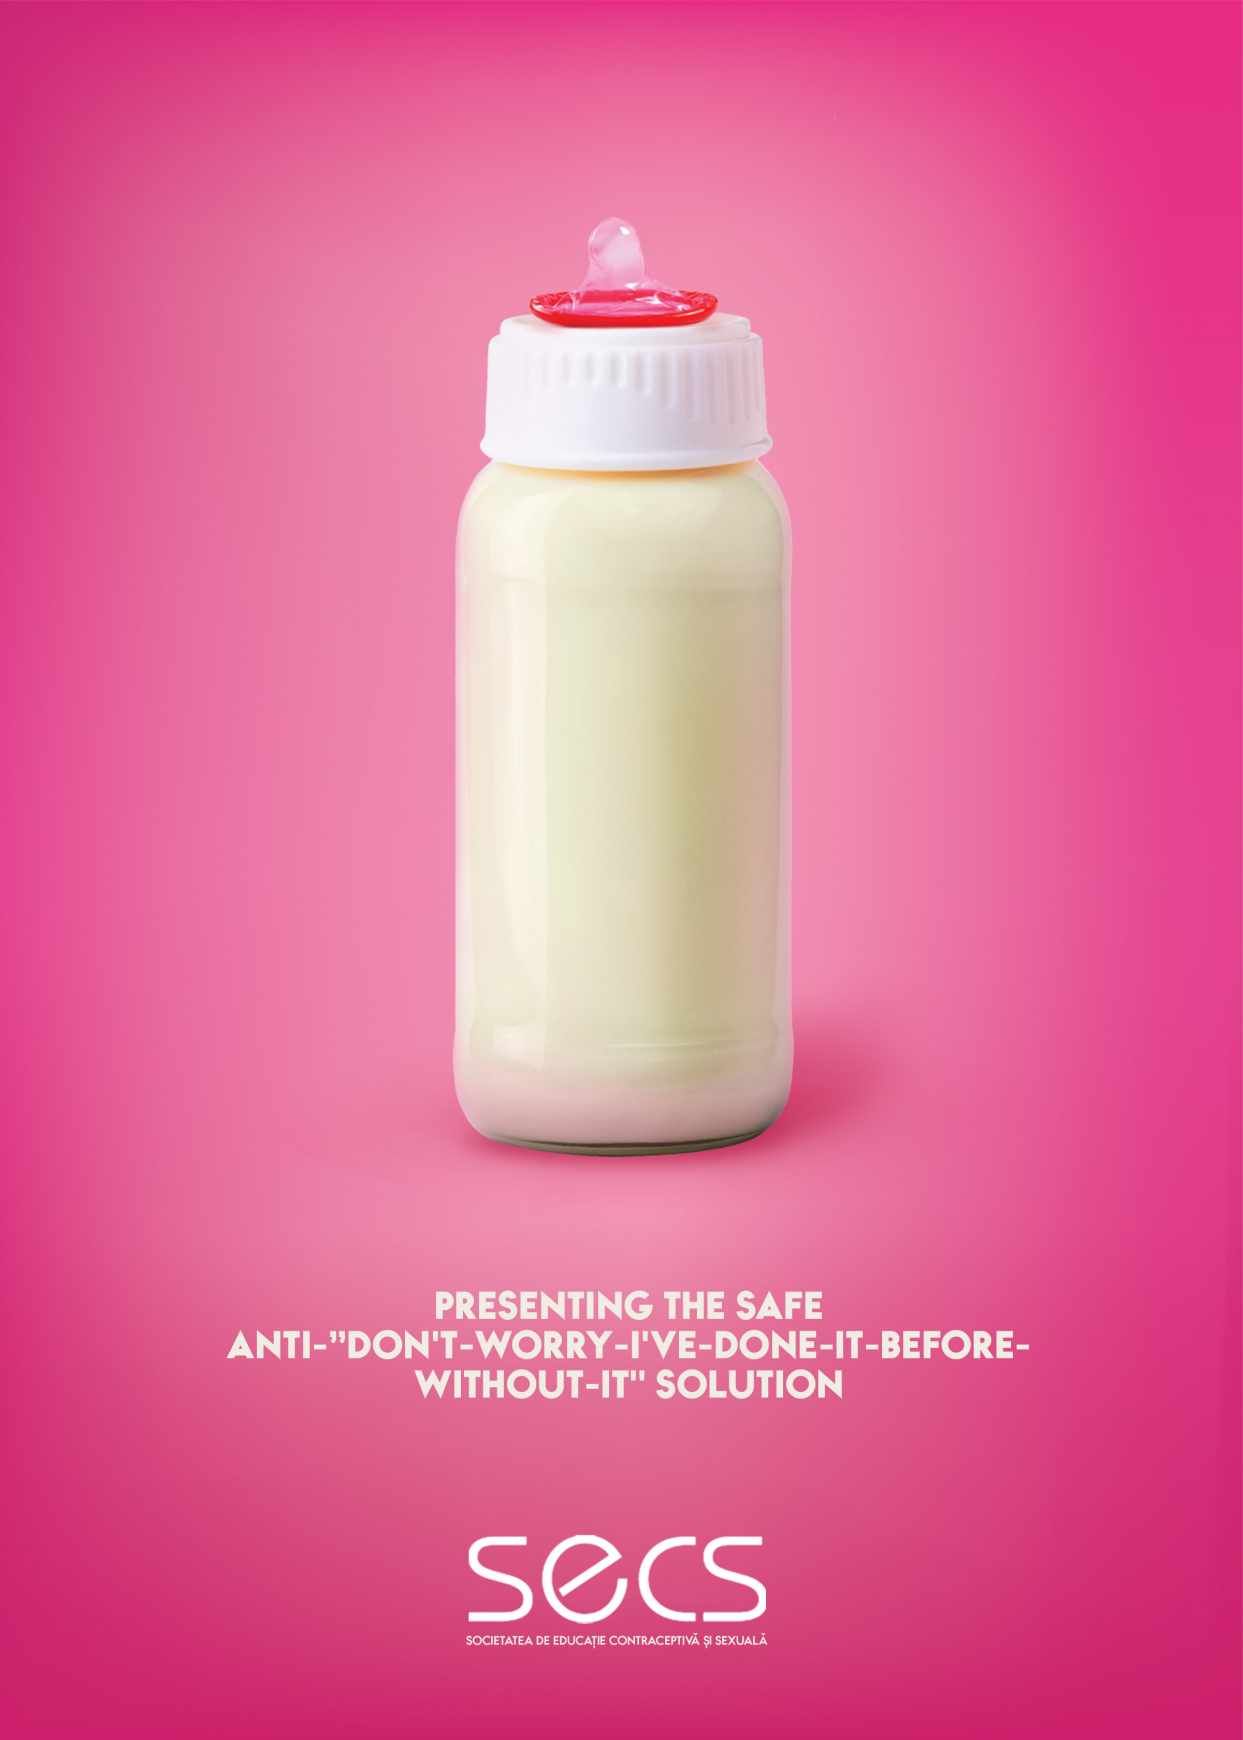 PRESENTING THE SAFE
ANTI-”DON'T-WORRY-I'VE-DONE-IT-BEFORE-
WITHOUT-IT" SOLUTION
secs
SOCIETATEA DE EDUCAȚIE CONTRACEPTIVĂ ȘI SEXUALĂ